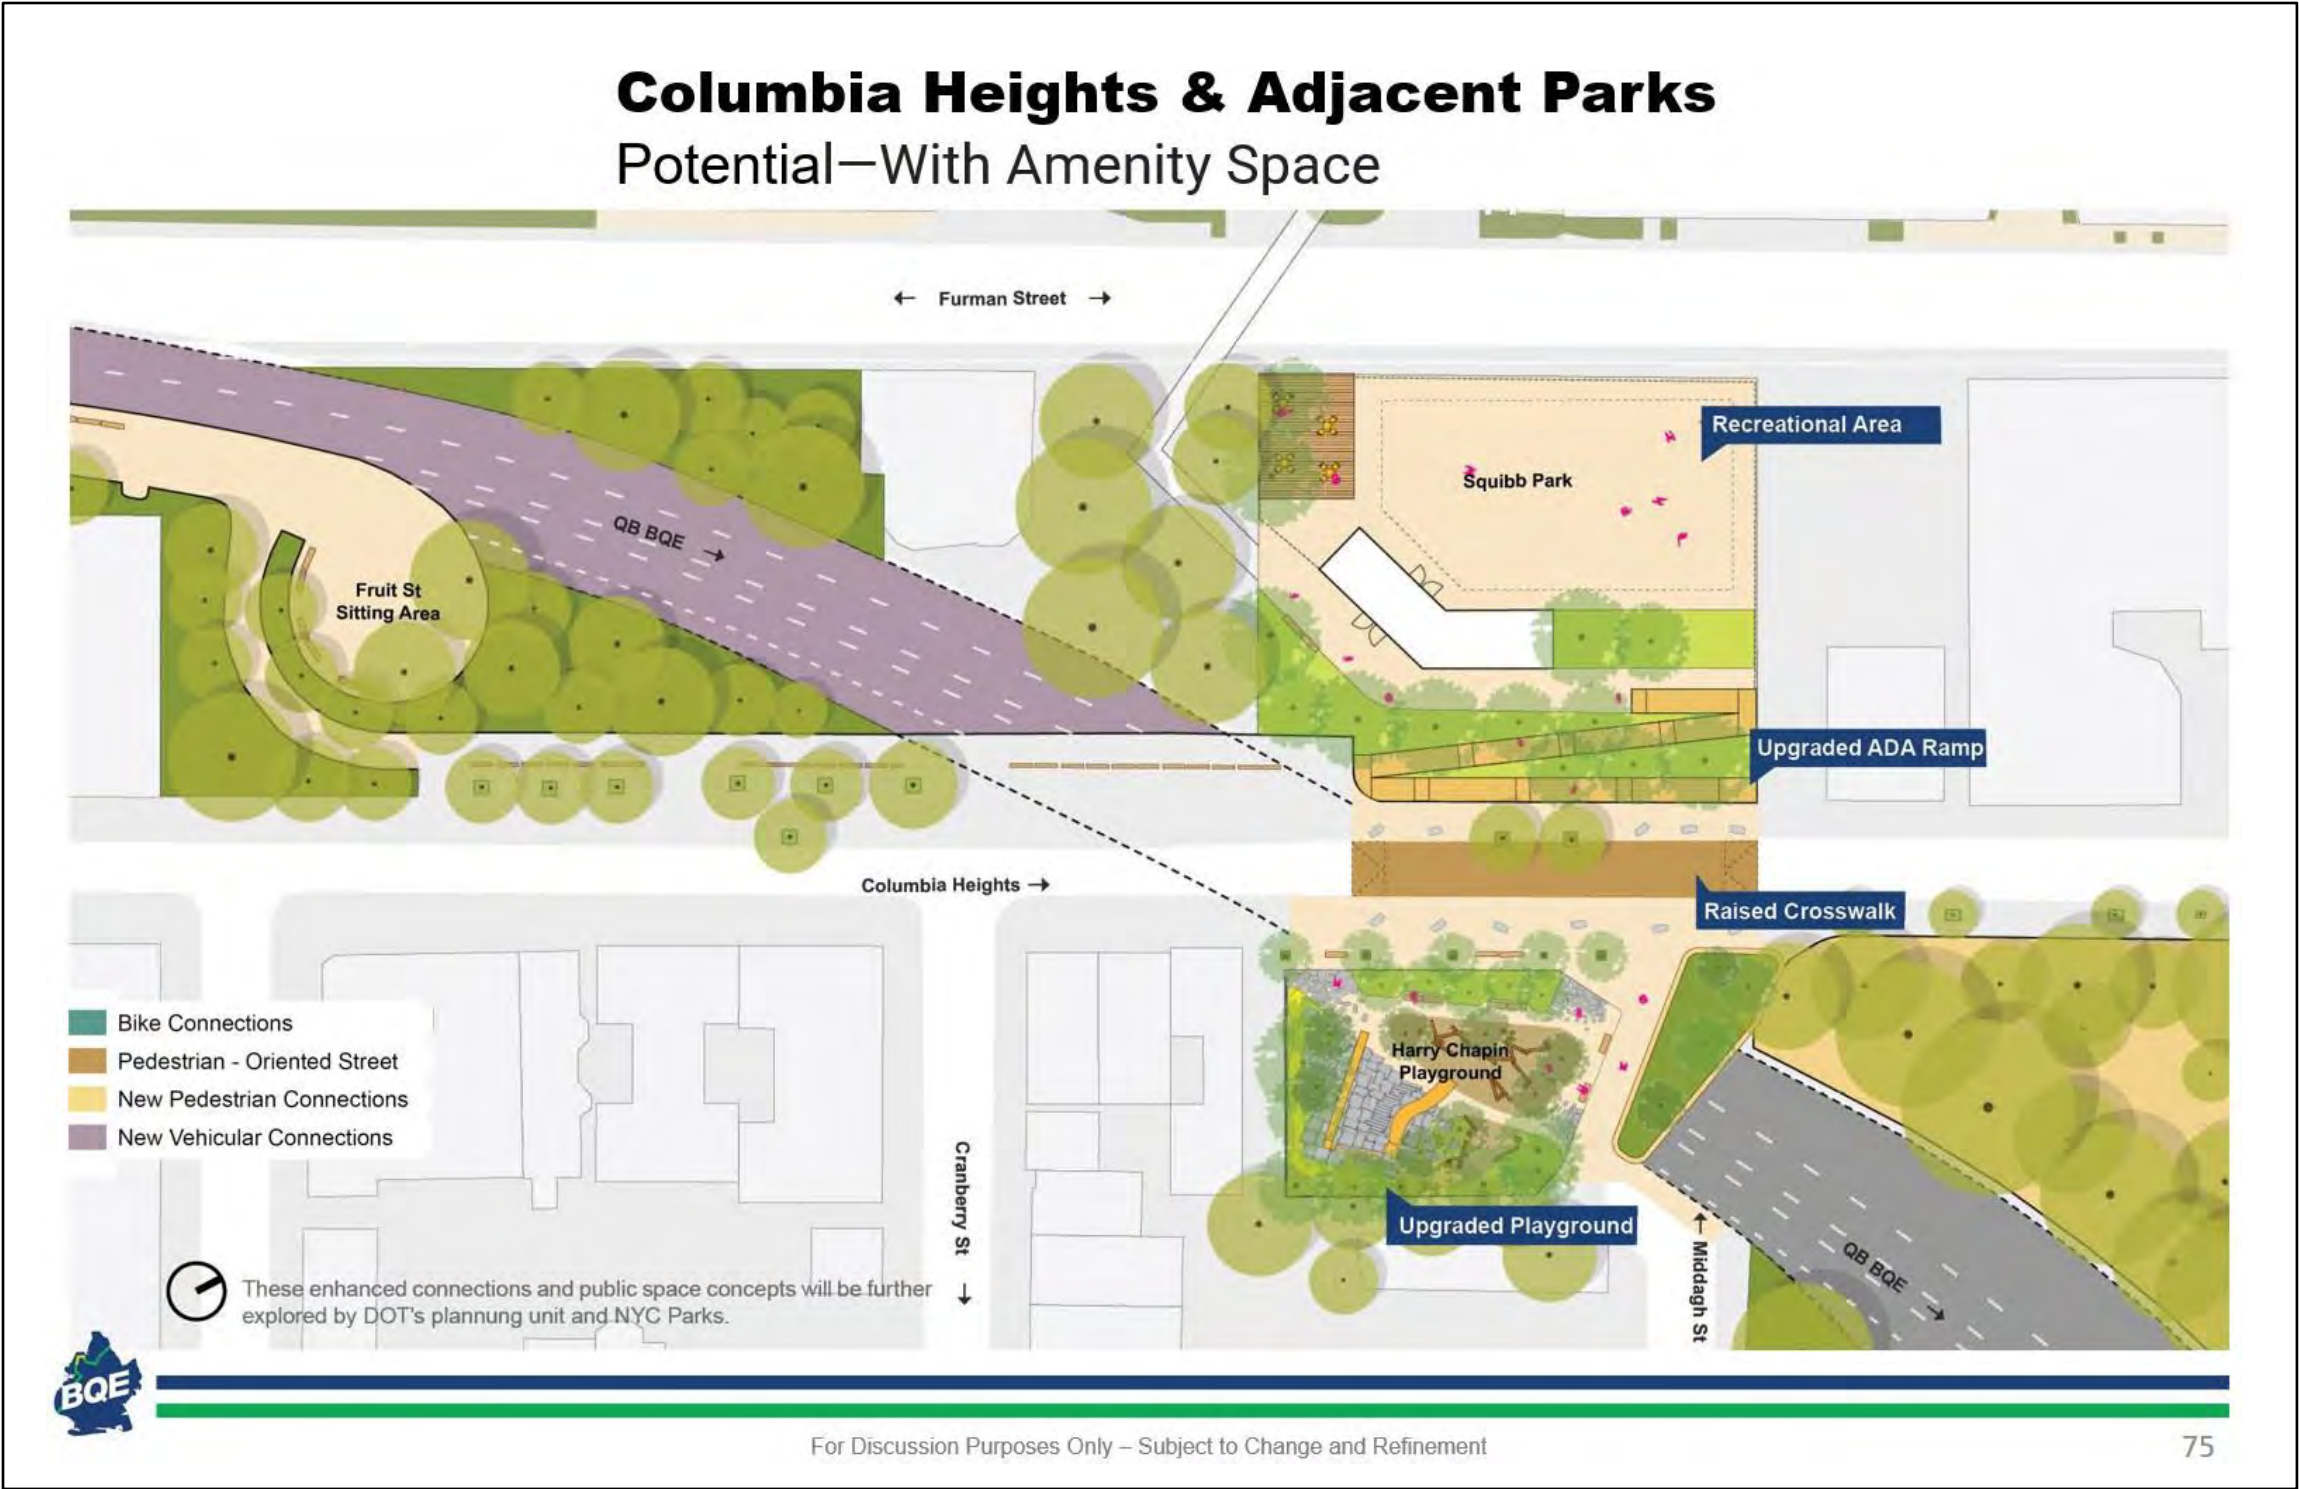 Columbia Heights & Adjacent Parks
Potential—With Amenity Space
← Furman Street →
Recreational Area
Squibb Park
QB BQE →
Fruit St
Sitting Area
Upgraded ADA Ramp
Columbia Heights →
Raised Crosswalk
Bike Connections
Pedestrian - Oriented Street
New Pedestrian Connections
New Vehicular Connections
Harry Chapin
Playground
Cranberry St →
Upgraded Playground
← Middagh St
QB BQE →
These enhanced connections and public space concepts will be further
explored by DOT's plannung unit and NYC Parks.
BQE
For Discussion Purposes Only – Subject to Change and Refinement
75